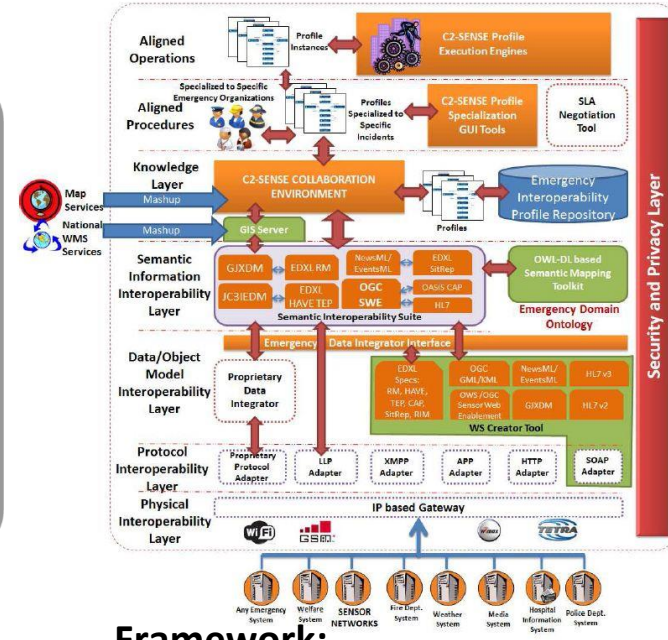 Aligned
Operations
Profile
Instances
C2-SENSE Profile
Execution Engines
Aligned
Procedures
Specialized to Specific
Emergency Organizations
Profiles
Specialized to
Specific
Incidents
C2-SENSE Profile
Specialization
GUI Tools
SLA
Negotiation
Tool
Knowledge
Layer
C2-SENSE COLLABORATION
ENVIRONMENT
Profiles
Emergency
Interoperability
Profile Repository
Map
Services
Mashup
National
WMS
Services
Mashup
GIS Server
Semantic
Information
Interoperability
Layer
GJXDM
EDXL RM
NewsML/
EventsML
EDXL
SitRep
JC3IEDM
EDXL
HAVE TEP
OGC
SWE
OASIS CAP
HL7
Semantic Interoperability Suite
OWL-DL based
Semantic Mapping
Toolkit
Emergency Domain
Ontology
Emergency Data Integrator Interface
Data/Object
Model
Interoperability
Layer
Proprietary
Data
Integrator
EDXL
Specs:
RM, HAVE,
TEP, CAP,
SitRep, RIM
OGC
GML/KML
NewsML/
EventsML
HL7 v3
OWS /OGC
Sensor Web
Enablement
GJXDM
HL7 v2
WS Creator Tool
Protocol
Interoperability
Layer
Proprietary
Protocol
Adapter
LLP
Adapter
XMPP
Adapter
APP
Adapter
HTTP
Adapter
SOAP
Adapter
Physical
Interoperability
Layer
IP based Gateway
WiFi
GSM
TETRA
Any Emergency
System
Welfare
System
SENSOR
NETWORKS
Fire Dept.
System
Weather
System
Media
System
Hospital
Information
System
Police Dept.
System
Security and Privacy Layer
Framework: